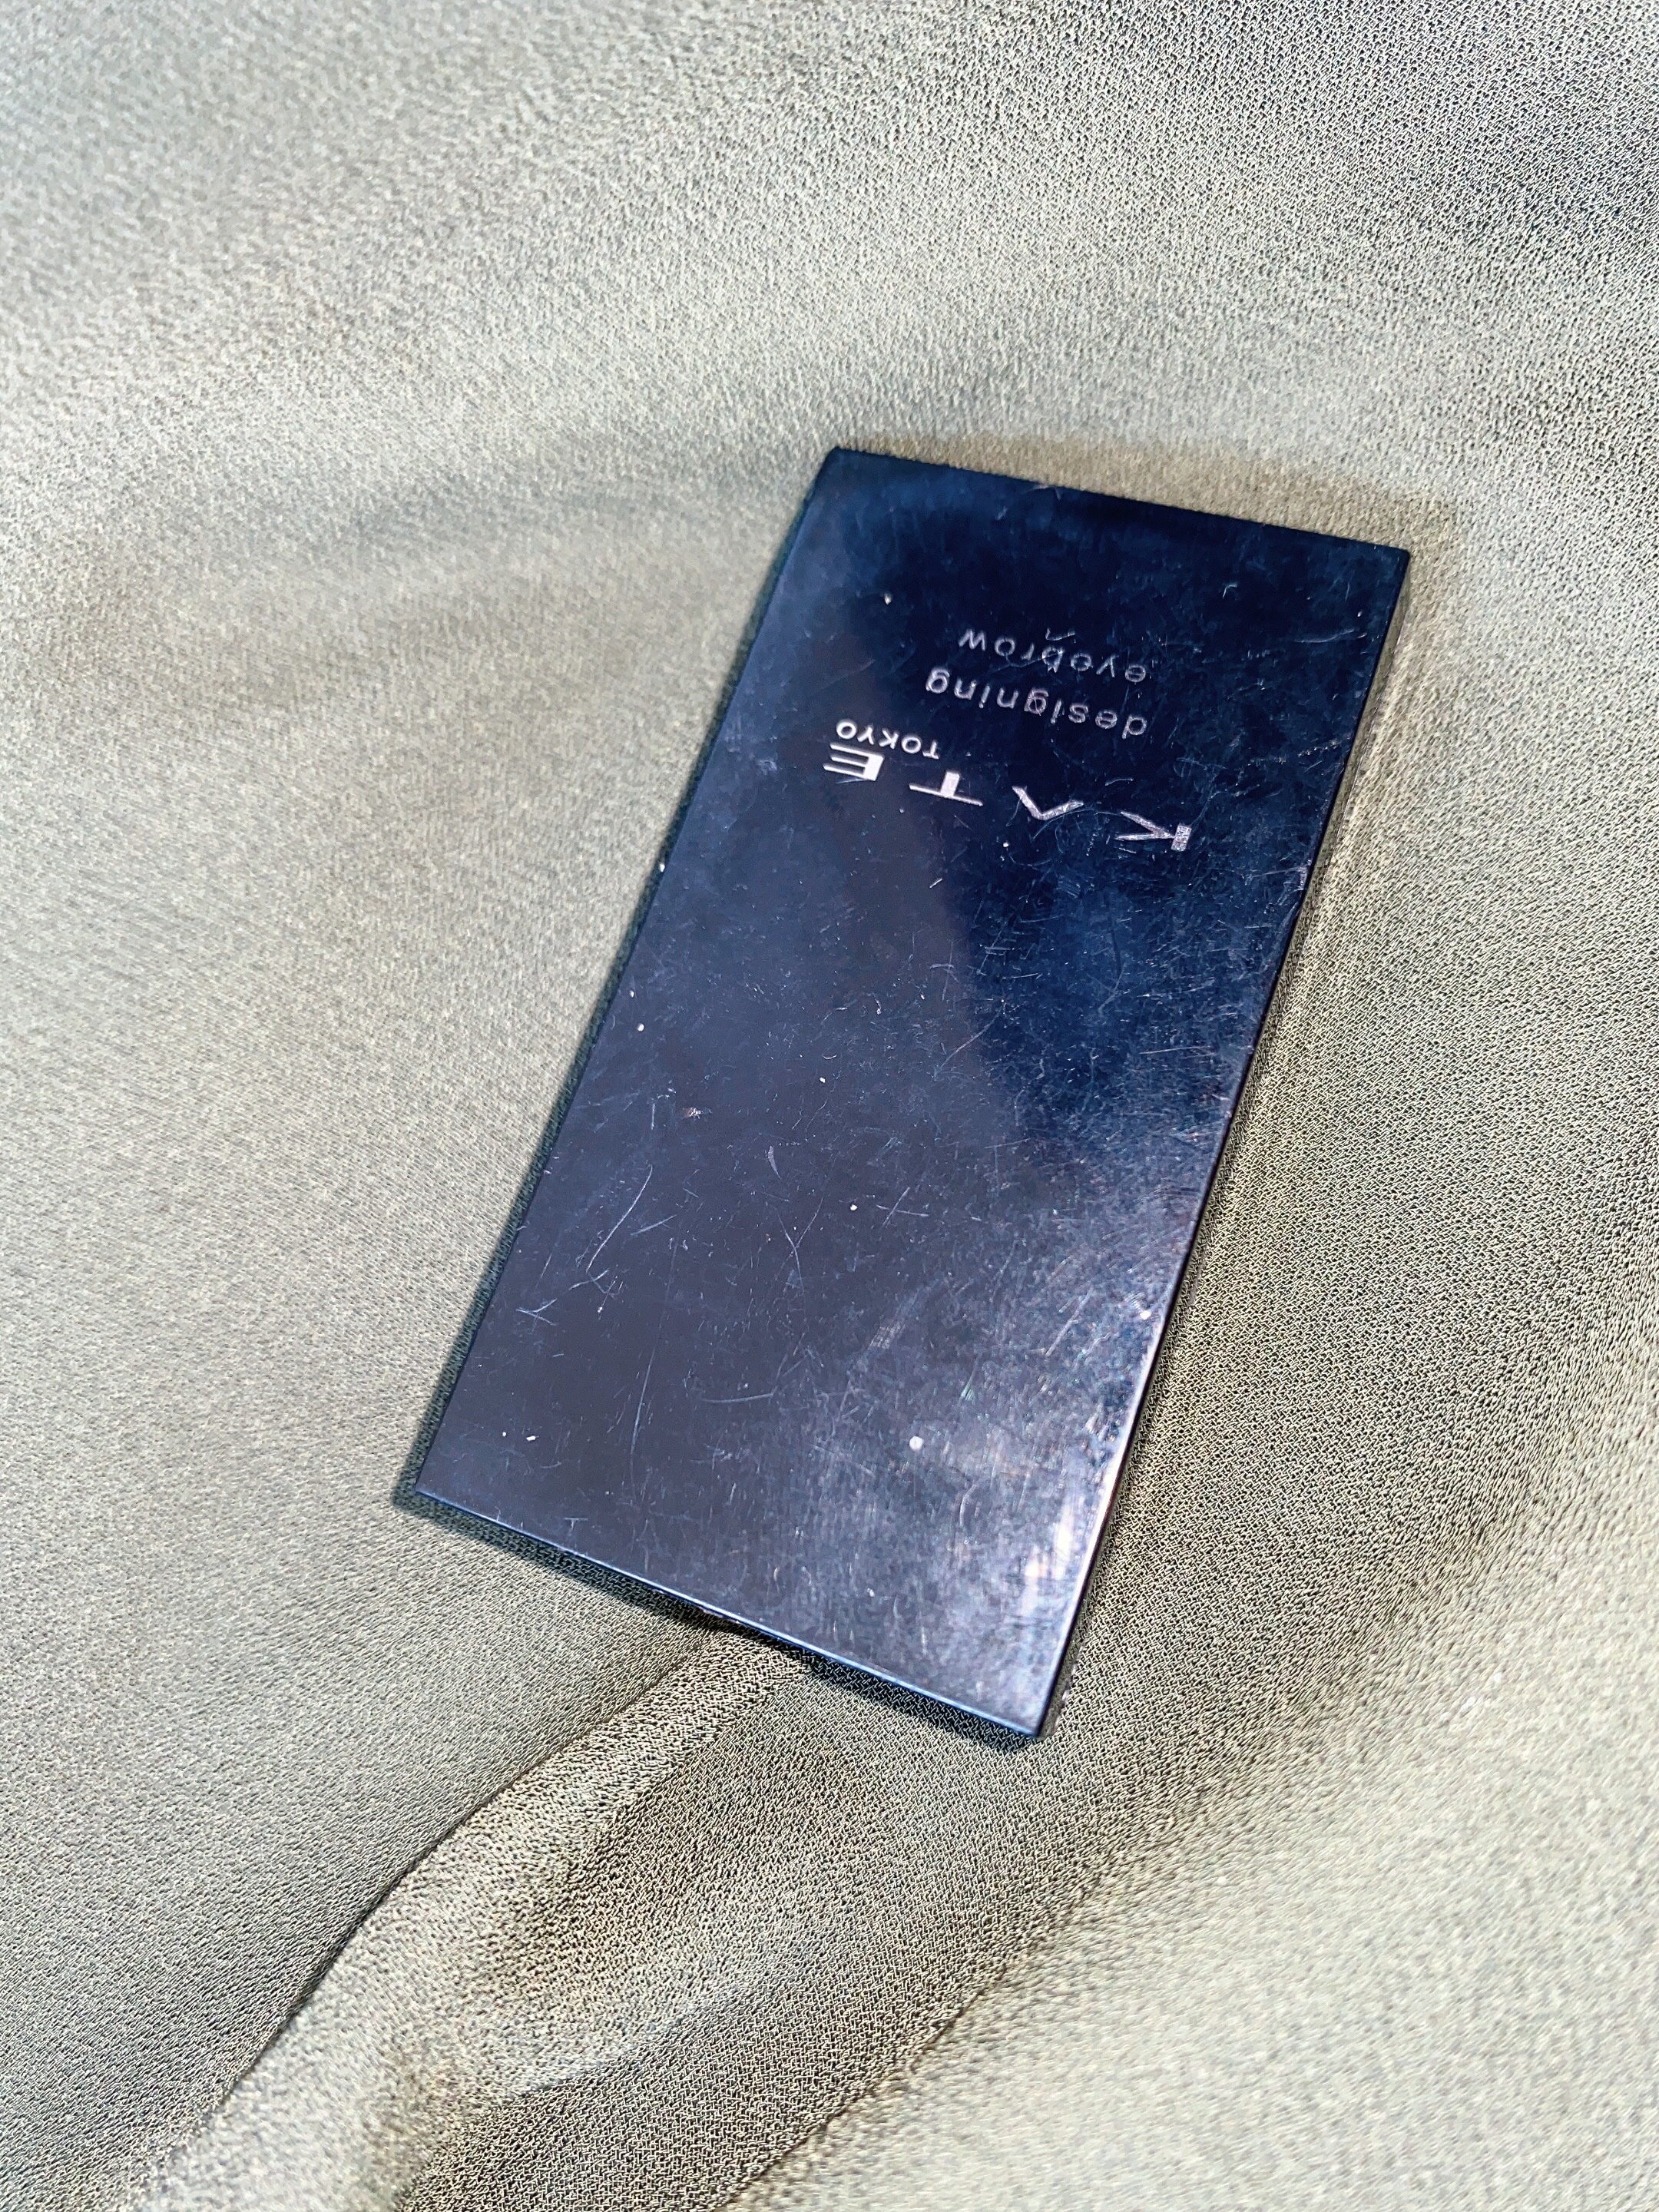 KATE
TOKYO
designing
eyebrow